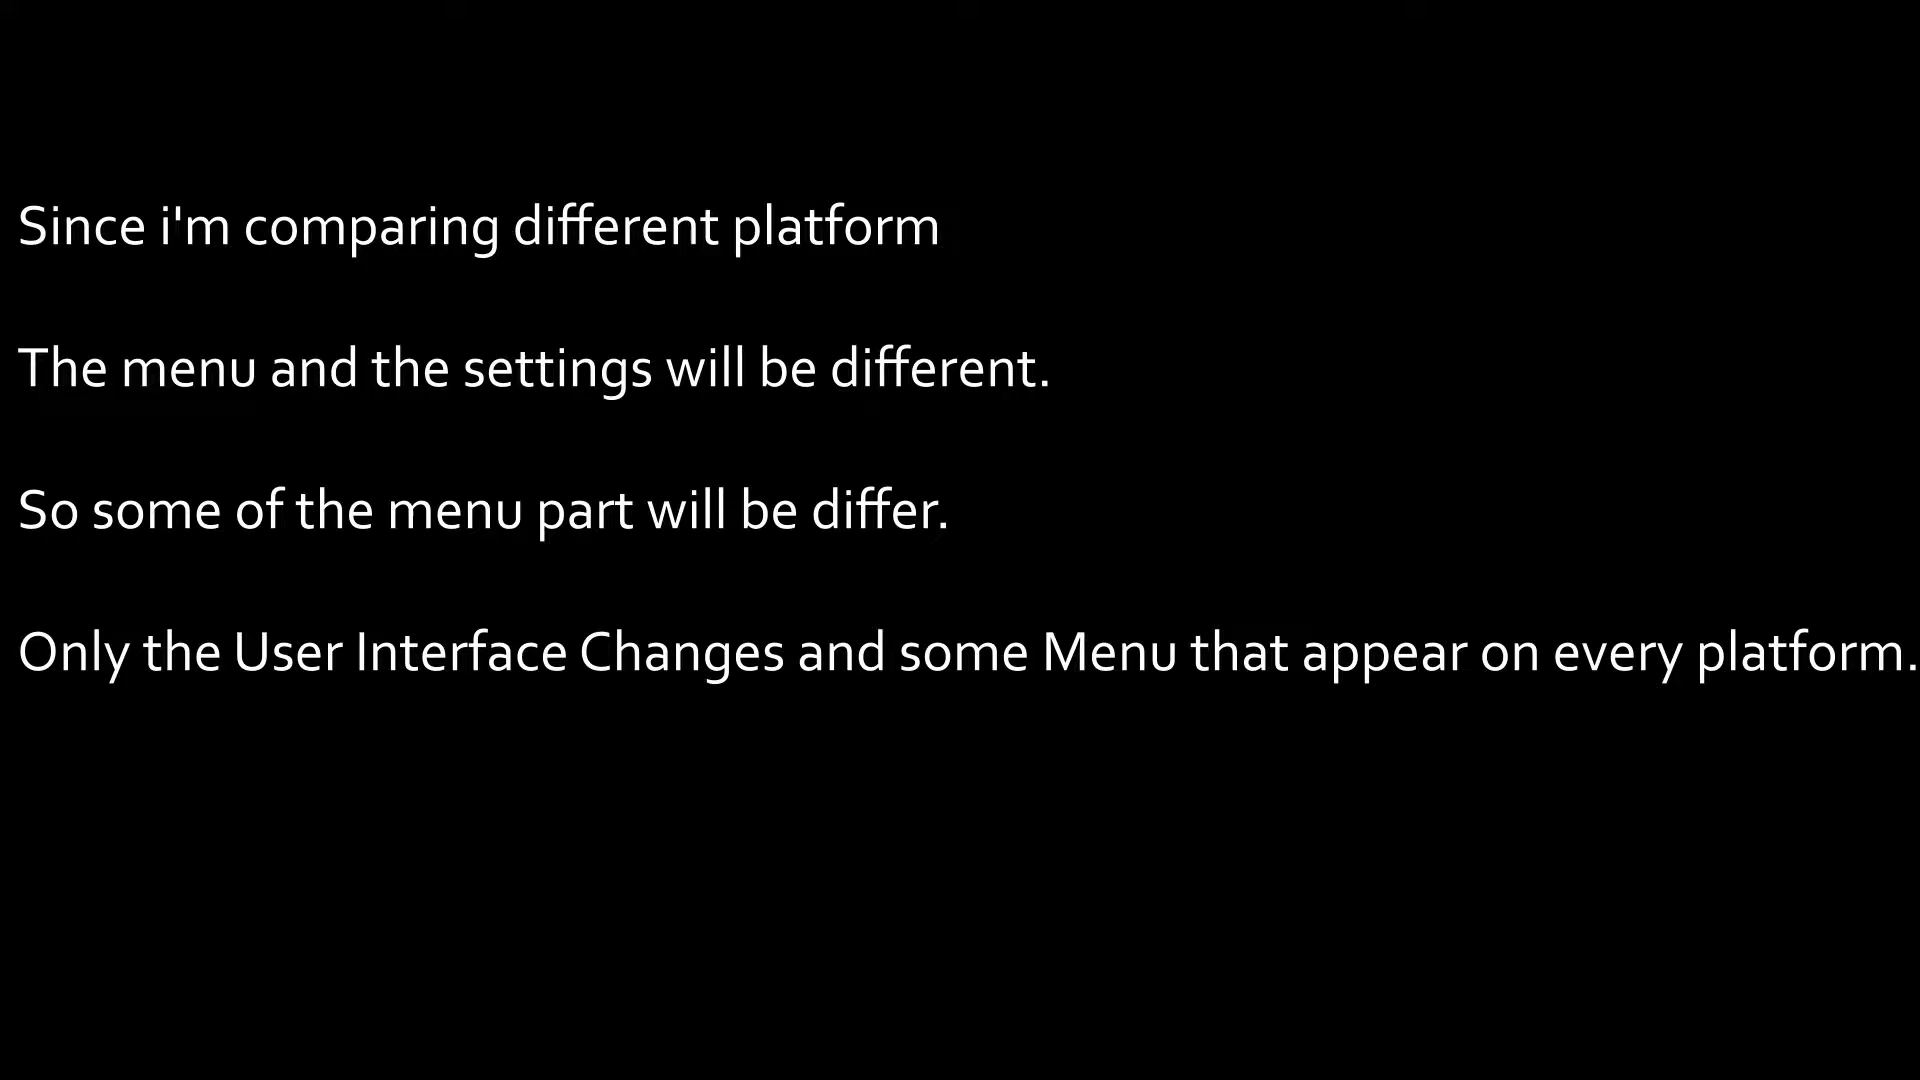 Since i'm comparing different platform
The menu and the settings will be different.
So some of the menu part will be differ.
Only the User Interface Changes and some Menu that appear on every platform.